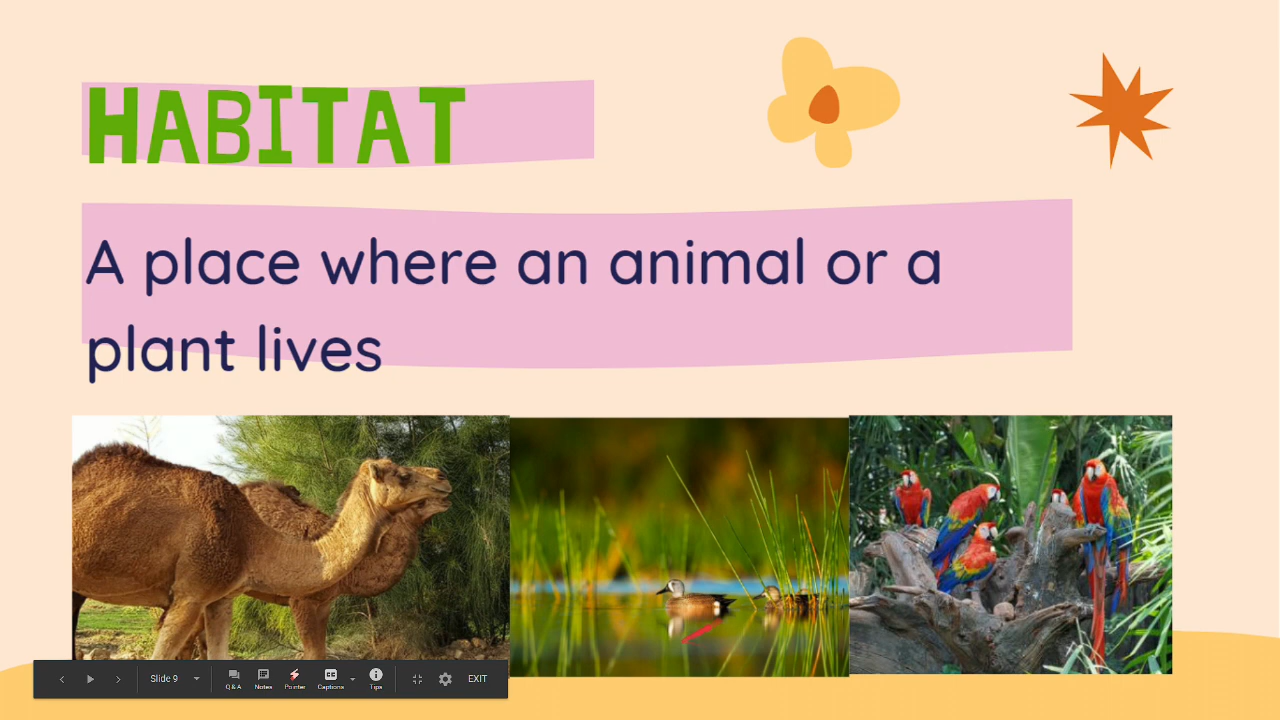 HABITAT
A place where an animal or a
plant lives
Slide 9
Q&A
Notes
Pointer
Captions
Tips
EXIT